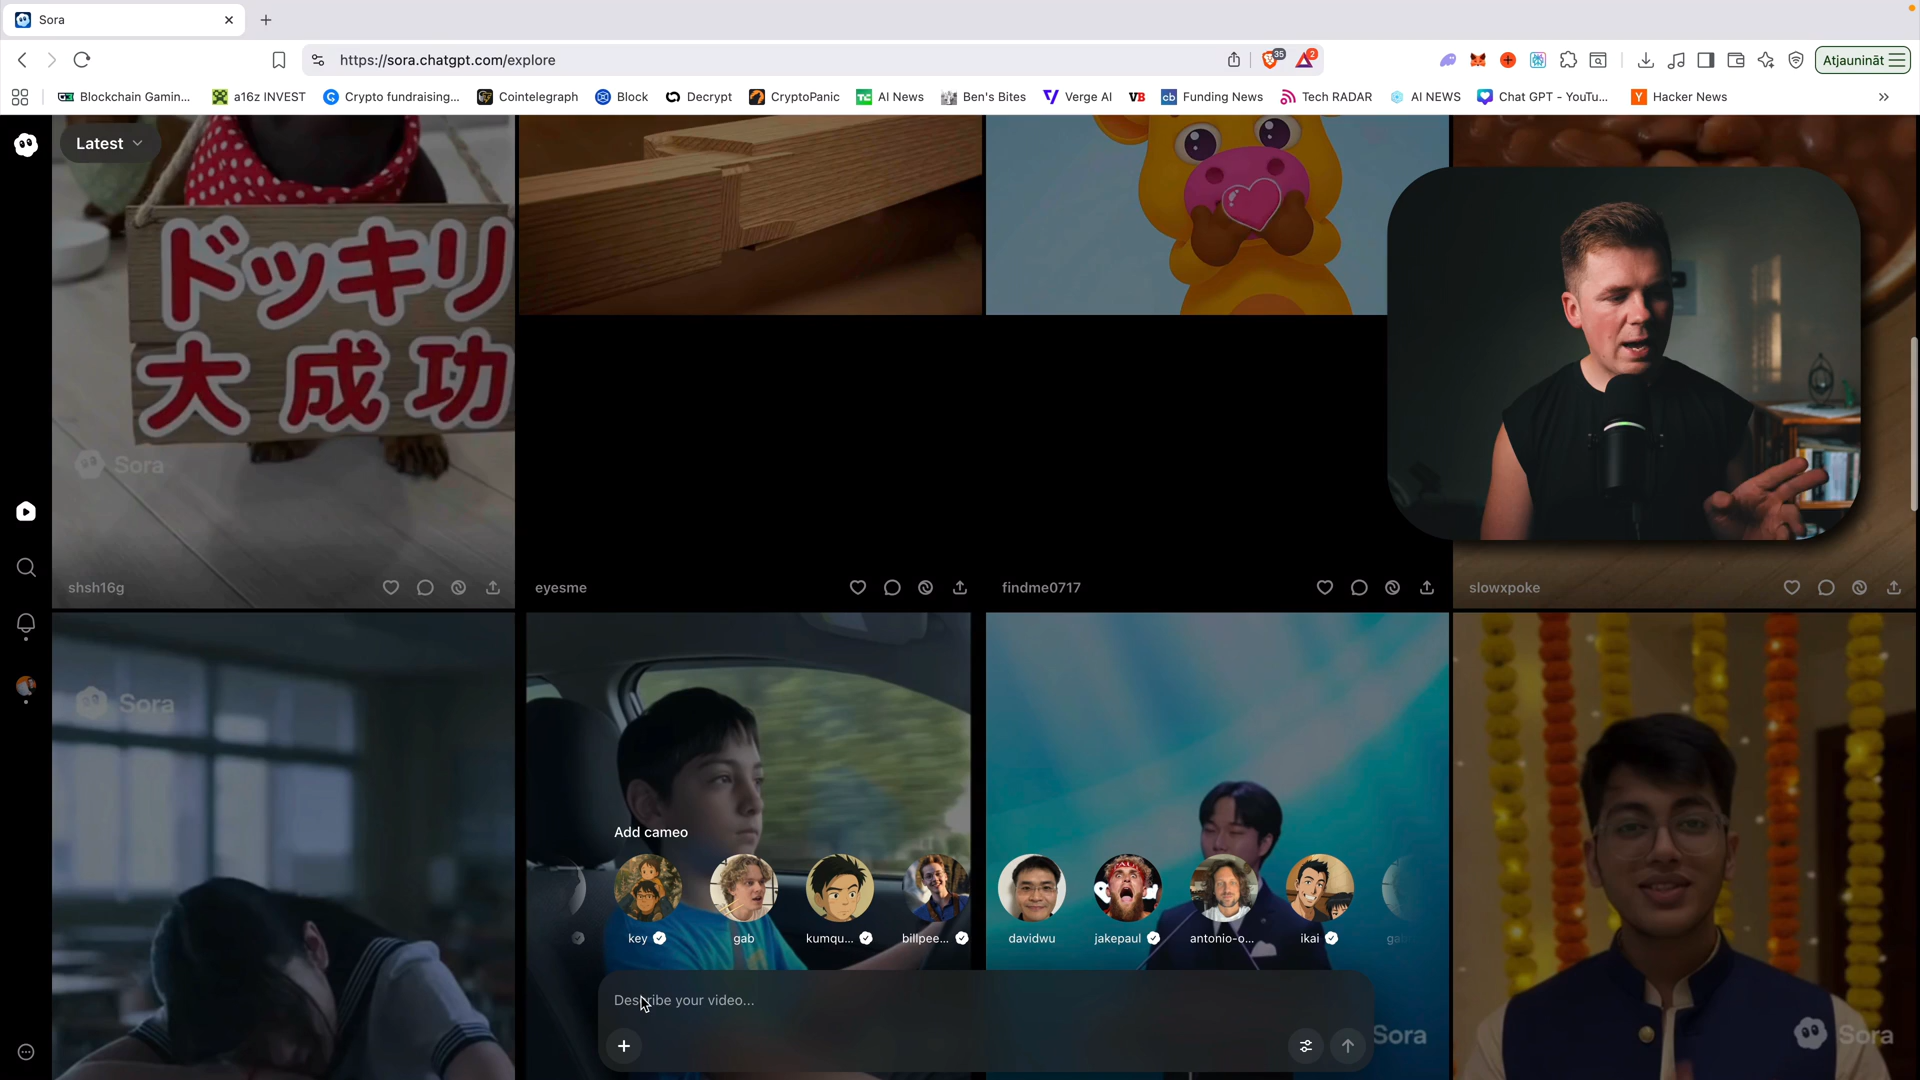 Sora
https://sora.chatgpt.com/explore
35
2
Atjaunināt
Blockchain Gamin...
a16z INVEST
Crypto fundraising...
Cointelegraph
Block
Decrypt
CryptoPanic
AI News
Ben's Bites
Verge AI
Funding News
Tech RADAR
AI NEWS
Chat GPT - YouTu...
Hacker News
Latest
ドッキリ
大成功
Sora
shsh16g
eyesme
findme0717
slowxpoke
Sora
Add cameo
key
gab
kumqu...
billpee...
davidwu
jakepaul
antonio-o...
ikai
Describe your video...
Sora
Sora